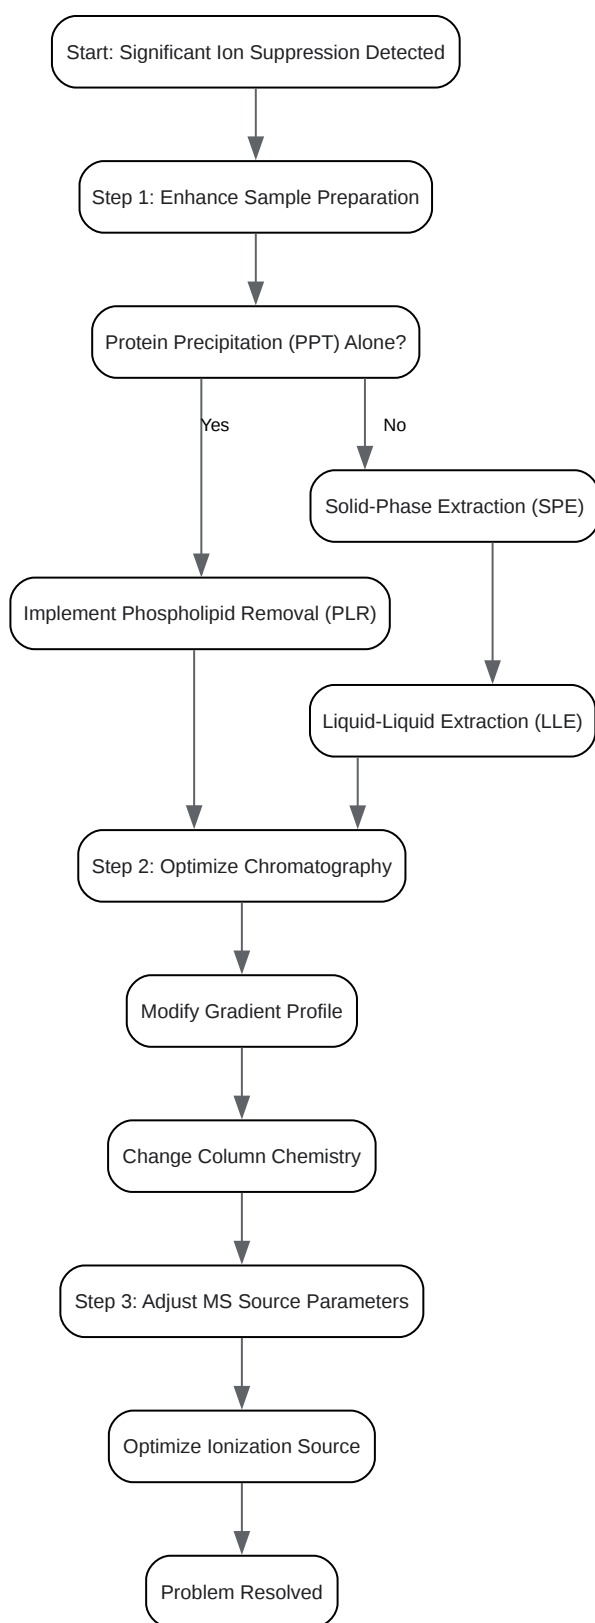 Start: Significant Ion Suppression Detected
Step 1: Enhance Sample Preparation
Protein Precipitation (PPT) Alone?
Yes
No
Solid-Phase Extraction (SPE)
Implement Phospholipid Removal (PLR)
Liquid-Liquid Extraction (LLE)
Step 2: Optimize Chromatography
Modify Gradient Profile
Change Column Chemistry
Step 3: Adjust MS Source Parameters
Optimize Ionization Source
Problem Resolved